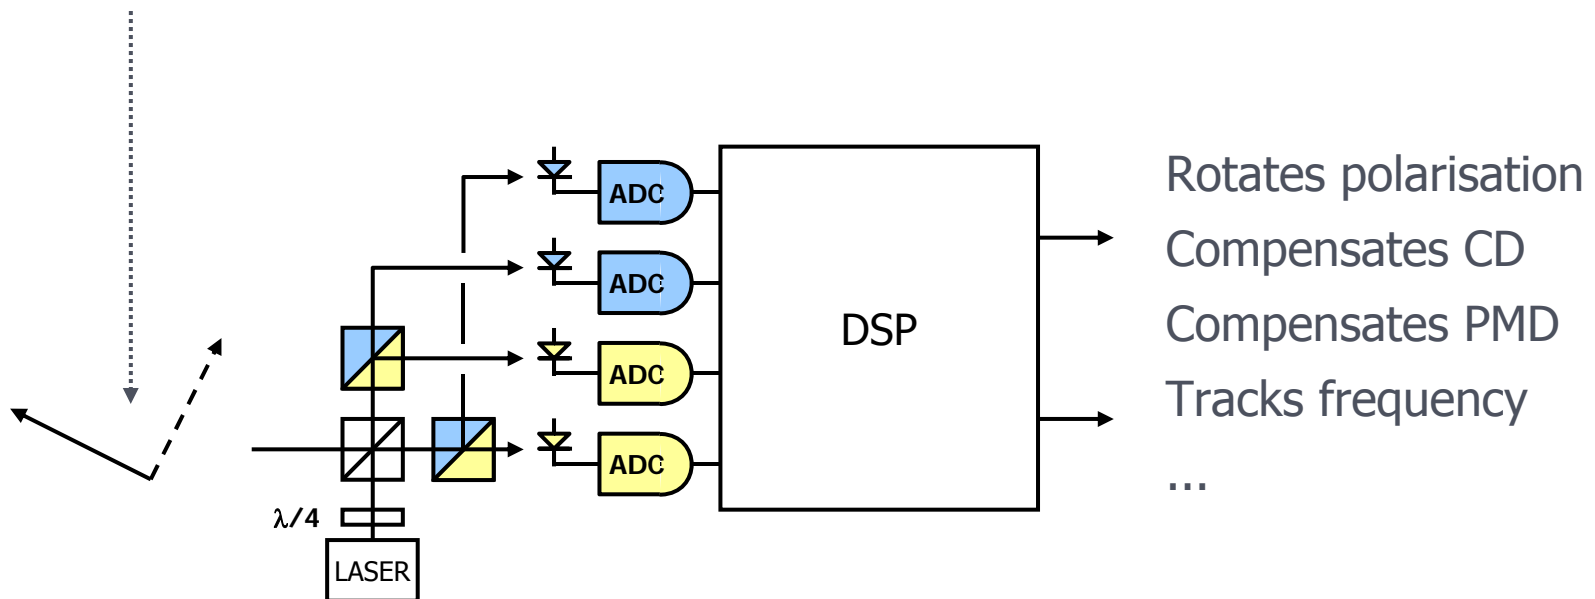 ADC
Rotates polarisation
ADC
Compensates CD
DSP
Compensates PMD
ADC
Tracks frequency
ADC
...
λ/4
LASER